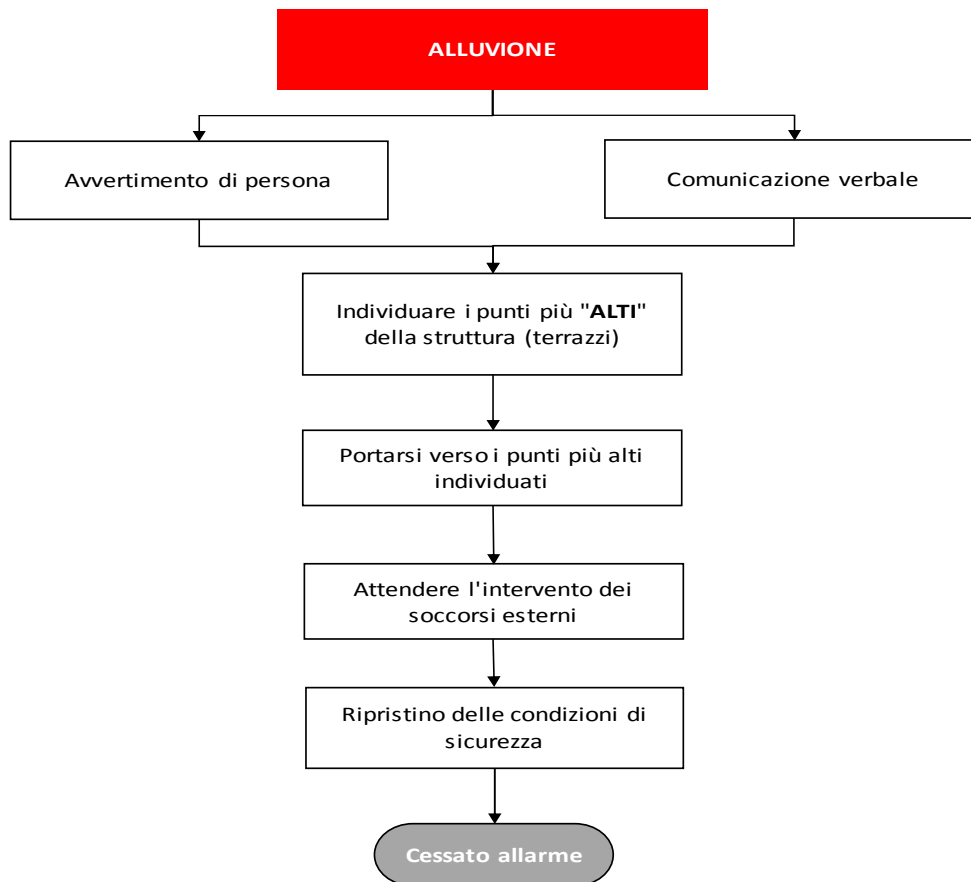 ALLUVIONE
Avvertimento di persona
Comunicazione verbale
Individuare i punti più "ALTI"
della struttura (terrazzi)
Portarsi verso i punti più alti
individuati
Attendere l'intervento dei
soccorsi esterni
Ripristino delle condizioni di
sicurezza
Cessato allarme